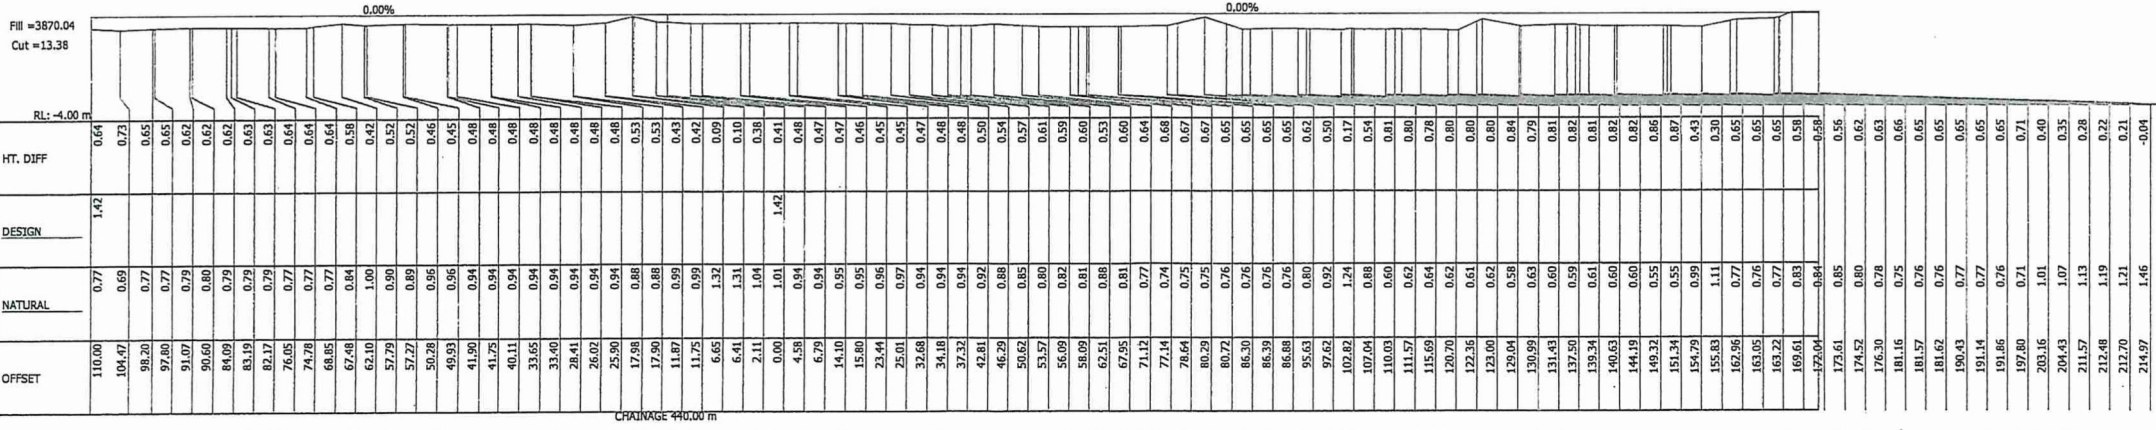 0.00% 0.00%
Fill =3870.04
Cut =13.38
RL: -4.00 m
HT. DIFF 0.64 0.73 0.65 0.65 0.62 0.62 0.62 0.63 0.63 0.64 0.64 0.64 0.58 0.42 0.52 0.52 0.46 0.45 0.48 0.48 0.48 0.48 0.48 0.48 0.48 0.48 0.53 0.53 0.43 0.42 0.09 0.10 0.38 0.41 0.48 0.47 0.47 0.46 0.45 0.45 0.47 0.48 0.48 0.50 0.54 0.57 0.61 0.59 0.60 0.53 0.60 0.64 0.68 0.67 0.67 0.65 0.65 0.65 0.65 0.62 0.50 0.17 0.54 0.81 0.80 0.78 0.80 0.80 0.80 0.84 0.79 0.81 0.82 0.81 0.82 0.82 0.86 0.87 0.43 0.30 0.65 0.65 0.65 0.58 0.58 0.56 0.62 0.63 0.66 0.65 0.65 0.65 0.65 0.65 0.71 0.40 0.35 0.28 0.22 0.21 -0.04
DESIGN 1.42 1.42
NATURAL 0.77 0.69 0.77 0.77 0.79 0.80 0.79 0.79 0.79 0.77 0.77 0.77 0.84 1.00 0.90 0.89 0.96 0.96 0.94 0.94 0.94 0.94 0.94 0.94 0.94 0.94 0.88 0.88 0.99 0.99 1.32 1.31 1.04 1.01 0.94 0.94 0.95 0.95 0.96 0.97 0.94 0.94 0.94 0.92 0.88 0.85 0.80 0.82 0.81 0.88 0.81 0.77 0.74 0.75 0.75 0.76 0.76 0.76 0.76 0.80 0.92 1.24 0.88 0.60 0.62 0.64 0.62 0.61 0.62 0.58 0.63 0.60 0.59 0.61 0.60 0.60 0.55 0.55 0.99 1.11 0.77 0.76 0.77 0.83 0.84 0.85 0.80 0.78 0.75 0.76 0.76 0.77 0.77 0.76 0.71 1.01 1.07 1.13 1.19 1.21 1.46
OFFSET 110.00 104.47 98.20 97.80 91.07 90.60 84.09 83.19 82.17 76.05 74.78 68.85 67.48 62.10 57.79 57.27 50.28 49.93 41.90 41.75 40.11 33.65 33.40 28.41 26.02 25.90 17.98 17.90 11.87 11.75 6.65 6.41 2.11 0.00 4.58 6.79 14.10 15.80 23.44 25.01 32.68 34.18 37.32 42.81 46.29 50.62 53.57 56.09 58.09 62.51 67.95 71.12 77.14 78.64 80.29 80.72 86.30 86.39 86.88 95.63 97.62 102.82 107.04 110.03 111.57 115.69 120.70 122.36 123.00 129.04 130.99 131.43 137.50 139.34 140.63 144.19 149.32 151.34 154.79 155.83 162.96 163.05 163.22 169.61 172.04 173.61 174.52 176.30 181.16 181.57 181.62 190.43 191.14 191.86 197.80 203.16 204.43 211.57 212.48 212.70 214.97
CHAINAGE 440.00 m